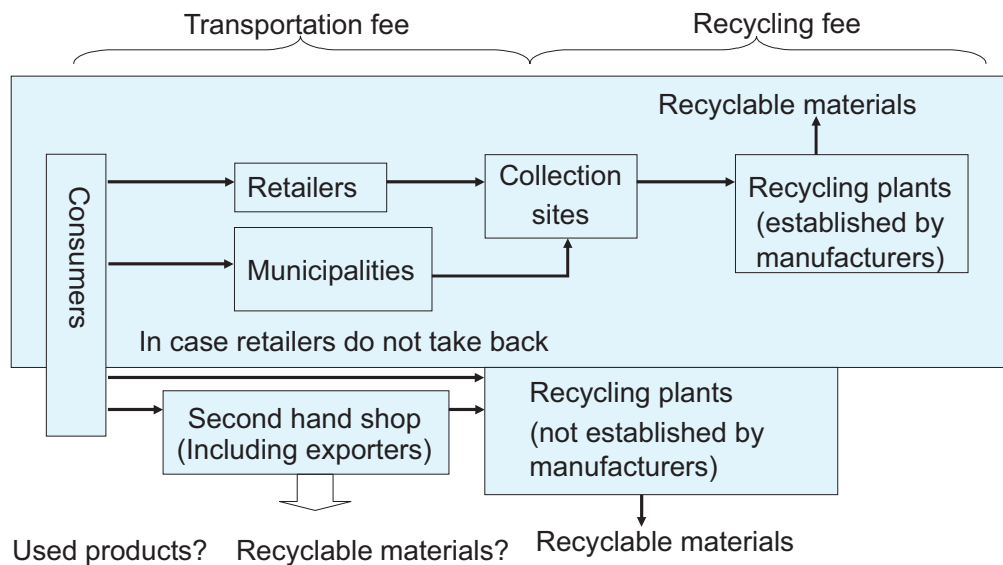 Transportation fee
Recycling fee
Recyclable materials
Consumers
Retailers
Collection
sites
Recycling plants
(established by
manufacturers)
Municipalities
In case retailers do not take back
Recycling plants
(not established by
manufacturers)
Second hand shop
(Including exporters)
Used products?
Recyclable materials?
Recyclable materials